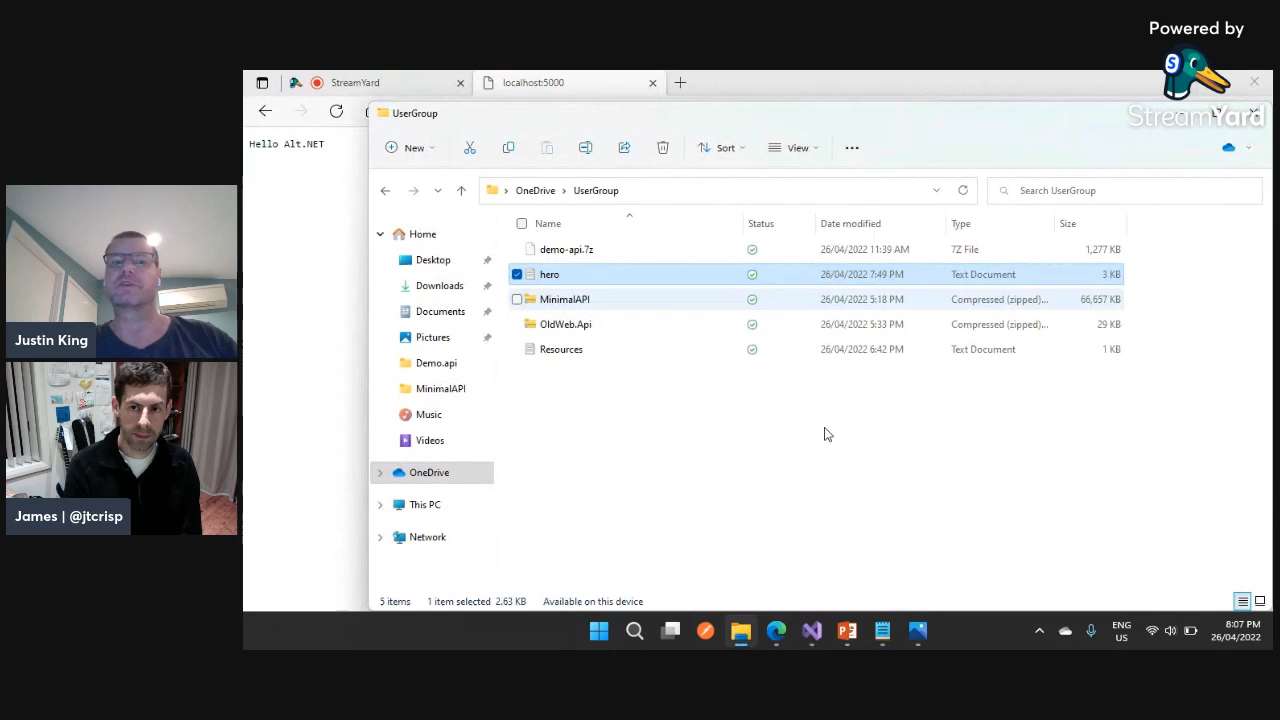 Powered by
StreamYard
StreamYard
localhost:5000
UserGroup
Hello Alt.NET
New
Sort
View
OneDrive
UserGroup
Search UserGroup
Name
Status
Date modified
Type
Size
Home
demo-api.7z
26/04/2022 11:39 AM
7Z File
1,277 KB
Desktop
hero
26/04/2022 7:49 PM
Text Document
3 KB
Downloads
MinimalAPI
26/04/2022 5:18 PM
Compressed (zipped)...
66,657 KB
Documents
OldWeb.Api
26/04/2022 5:33 PM
Compressed (zipped)...
29 KB
Pictures
Resources
26/04/2022 6:42 PM
Text Document
1 KB
Demo.api
MinimalAPI
Music
Videos
OneDrive
This PC
Network
5 items
1 item selected 2.63 KB
Available on this device
Justin King
James | @jtcrisp
ENG
US
8:07 PM
26/04/2022